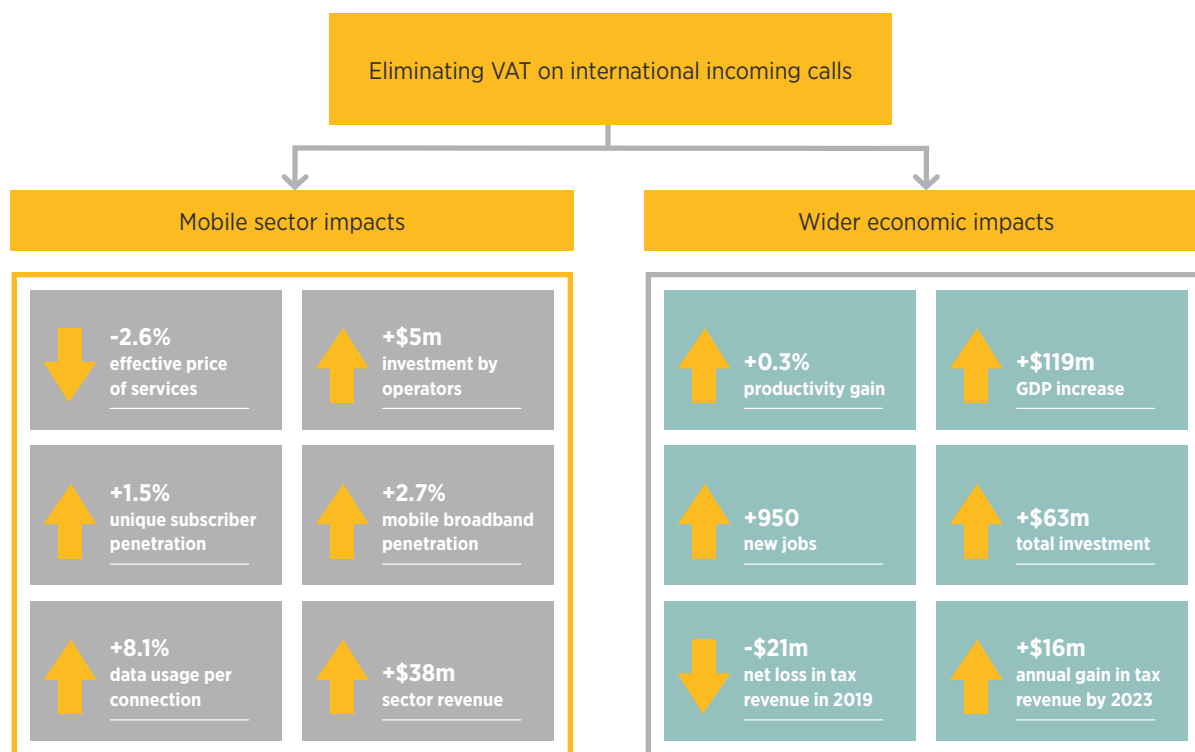 Eliminating VAT on international incoming calls
Mobile sector impacts
-2.6%
effective price
of services
+$5m
investment by
operators
+1.5%
unique subscriber
penetration
+2.7%
mobile broadband
penetration
+8.1%
data usage per
connection
+$38m
sector revenue
Wider economic impacts
+0.3%
productivity gain
+$119m
GDP increase
+950
new jobs
+$63m
total investment
-$21m
net loss in tax
revenue in 2019
+$16m
annual gain in tax
revenue by 2023